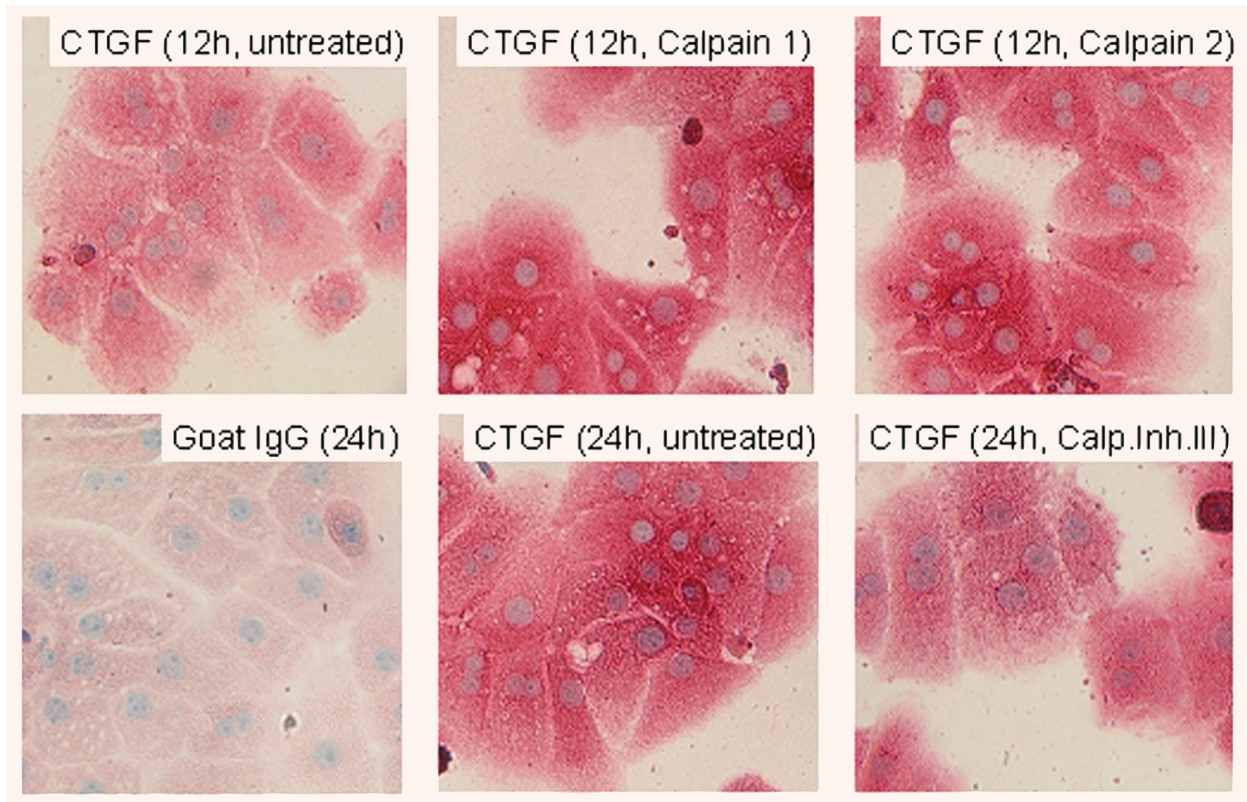 CTGF (12h, untreated)
CTGF (12h, Calpain 1)
CTGF (12h, Calpain 2)
Goat IgG (24h)
CTGF (24h, untreated)
CTGF (24h, Calp.Inh.III)